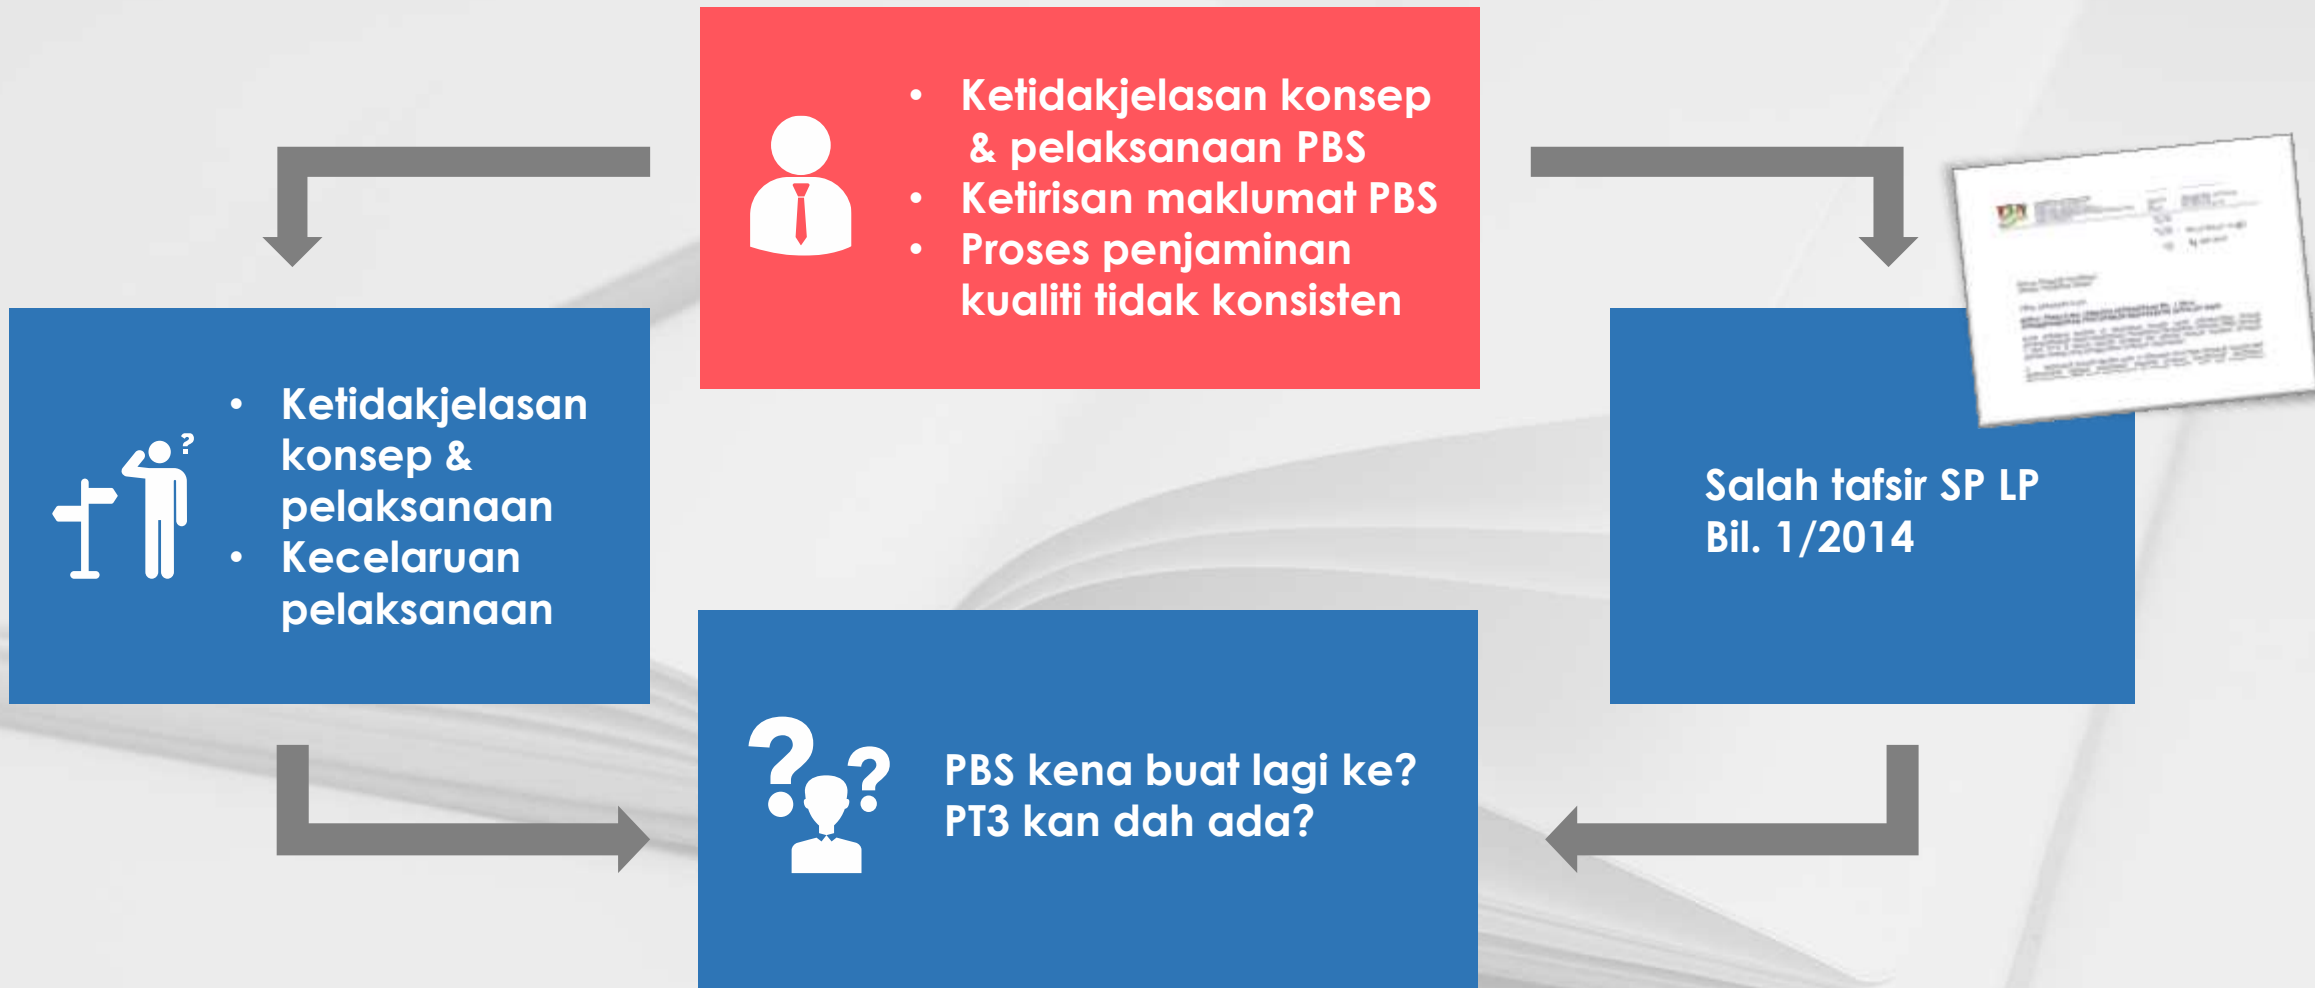 • Ketidakjelasan konsep
& pelaksanaan PBS
• Ketirisan maklumat PBS
• Proses penjaminan
kualiti tidak konsisten
• Ketidakjelasan
konsep &
pelaksanaan
• Kecelaruan
pelaksanaan
?
Salah tafsir SP LP
Bil. 1/2014
? ?
PBS kena buat lagi ke?
PT3 kan dah ada?